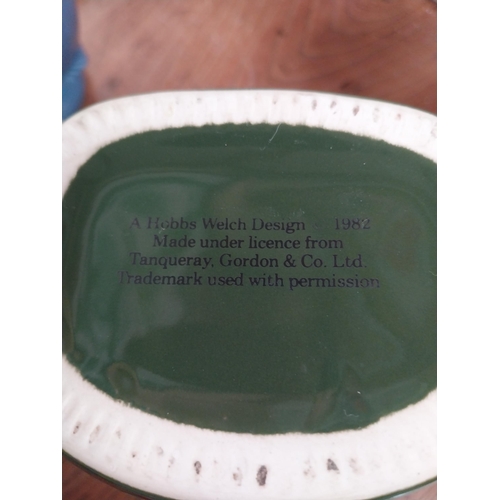 A Hobbs Welch Design 1982
Made under licence from
Tanqueray, Gordon & Co. Ltd.
Trademark used with permission